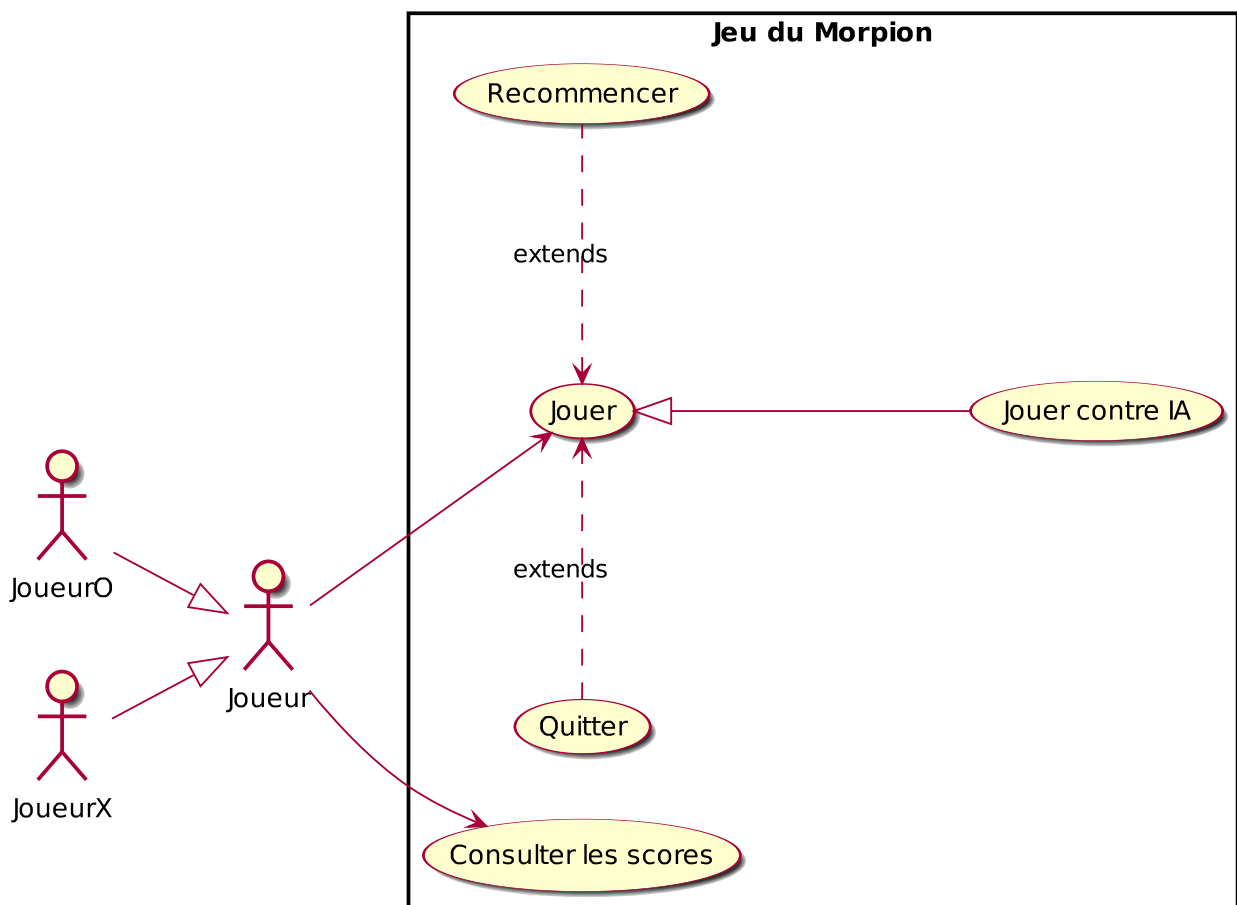 Jeu du Morpion
Recommencer
extends
Jouer
Jouer contre IA
JoueurO
extends
Joueur
Quitter
JoueurX
Consulter les scores